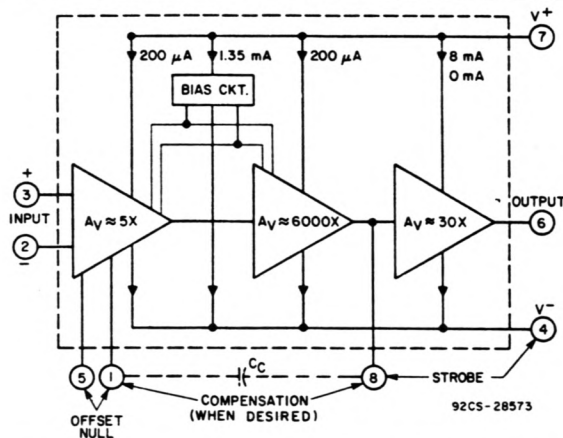 V+
7
200 µA
1.35 mA
200 µA
8 mA
0 mA
BIAS CKT.
+
3
INPUT
2
−
AV ≈ 5X
AV ≈ 6000X
AV ≈ 30X
OUTPUT
6
V−
4
5
1
CC
8
STROBE
OFFSET
NULL
COMPENSATION
(WHEN DESIRED)
92CS-28573